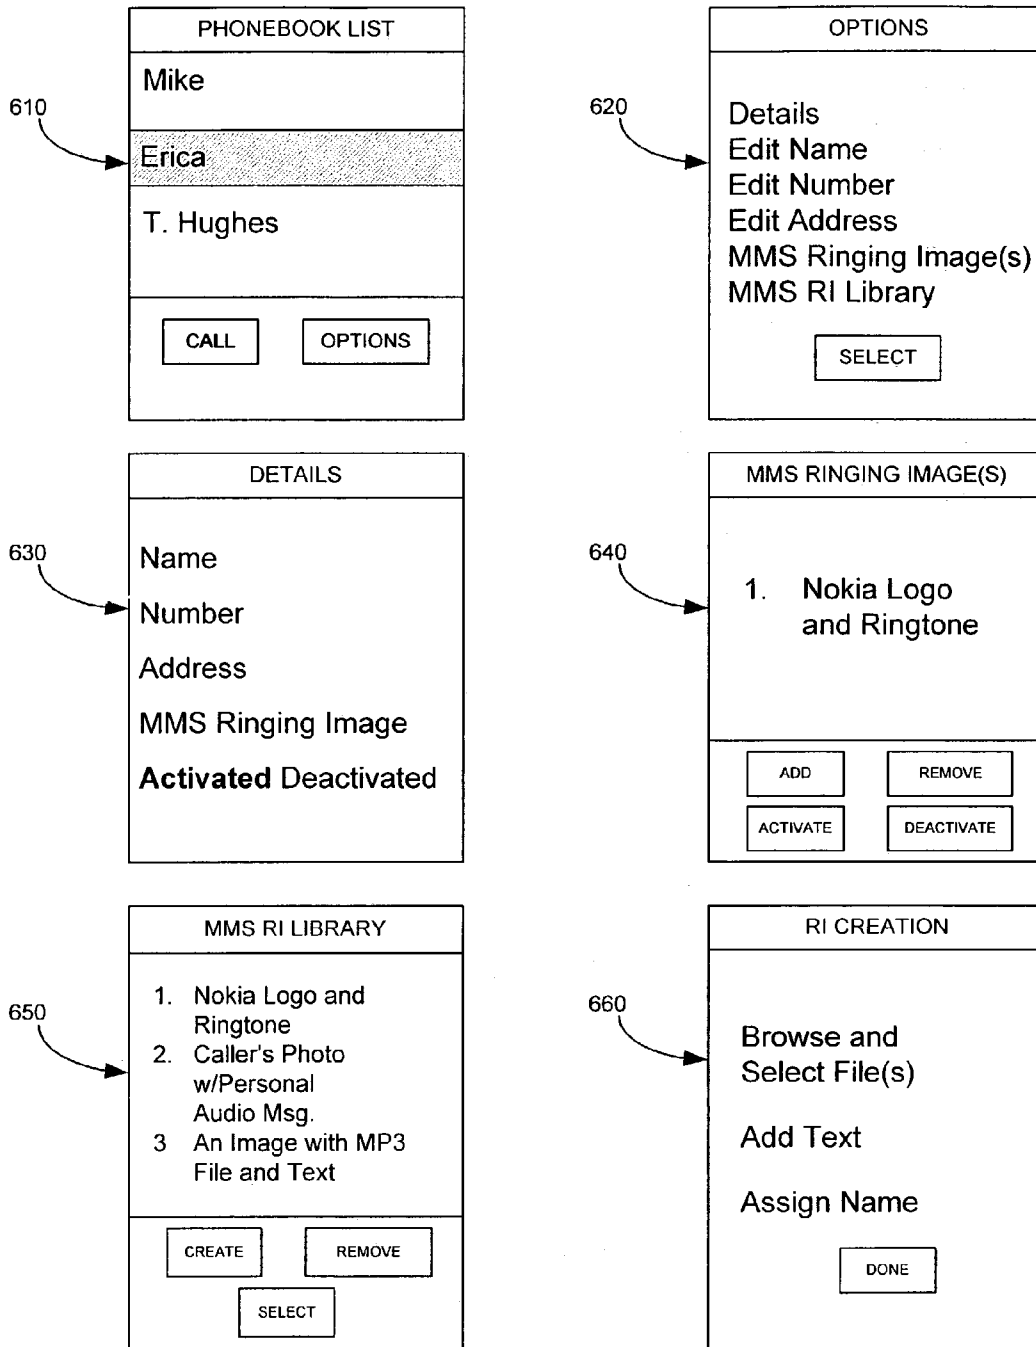 PHONEBOOK LIST
Mike
610
Erica
T. Hughes
CALL
OPTIONS
OPTIONS
620
Details
Edit Name
Edit Number
Edit Address
MMS Ringing Image(s)
MMS RI Library
SELECT
DETAILS
630
Name
Number
Address
MMS Ringing Image
Activated Deactivated
MMS RINGING IMAGE(S)
640
1. Nokia Logo
and Ringtone
ADD
REMOVE
ACTIVATE
DEACTIVATE
MMS RI LIBRARY
650
1. Nokia Logo and
Ringtone
2. Caller's Photo
w/Personal
Audio Msg.
3 An Image with MP3
File and Text
CREATE
REMOVE
SELECT
RI CREATION
660
Browse and
Select File(s)
Add Text
Assign Name
DONE